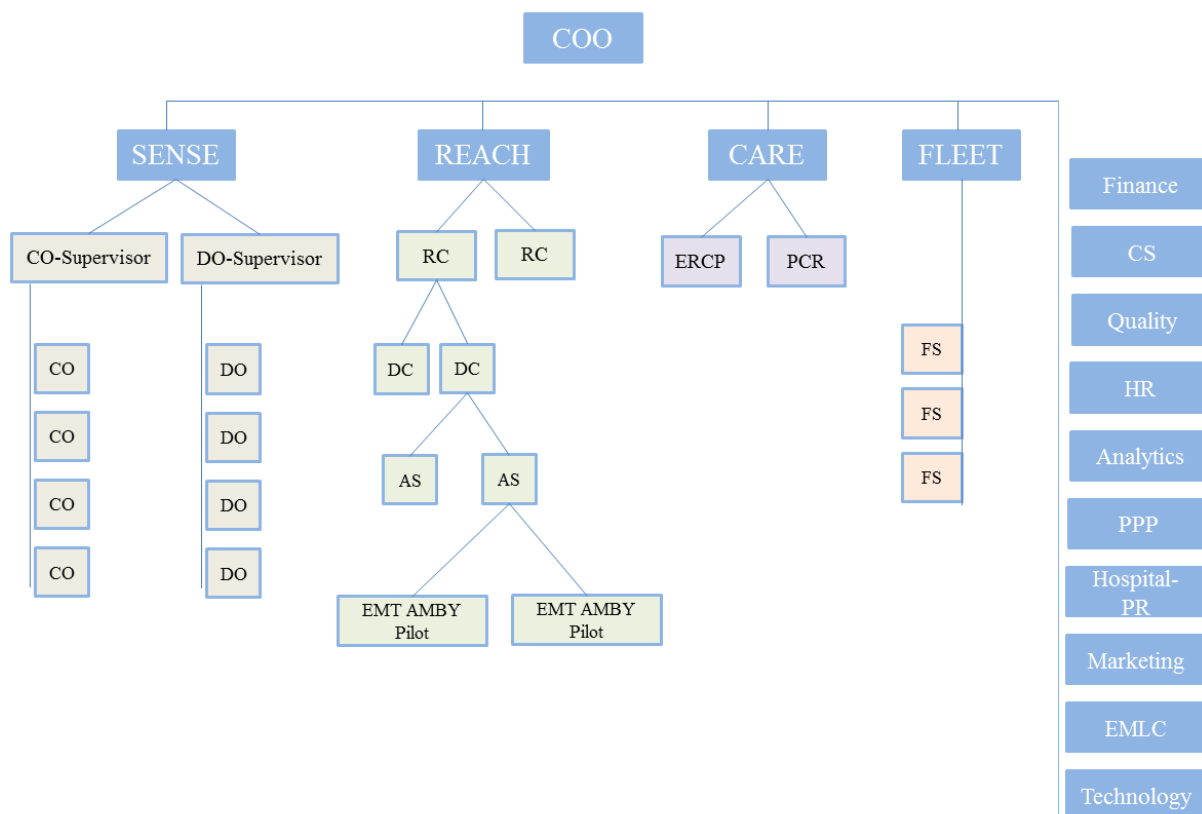 COO
SENSE
REACH
CARE
FLEET
Finance
CS
Quality
HR
Analytics
PPP
Hospital-
PR
Marketing
EMLC
Technology
CO-Supervisor
DO-Supervisor
CO
CO
CO
CO
DO
DO
DO
DO
RC
RC
DC
DC
AS
AS
EMT AMBY
Pilot
EMT AMBY
Pilot
ERCP
PCR
FS
FS
FS